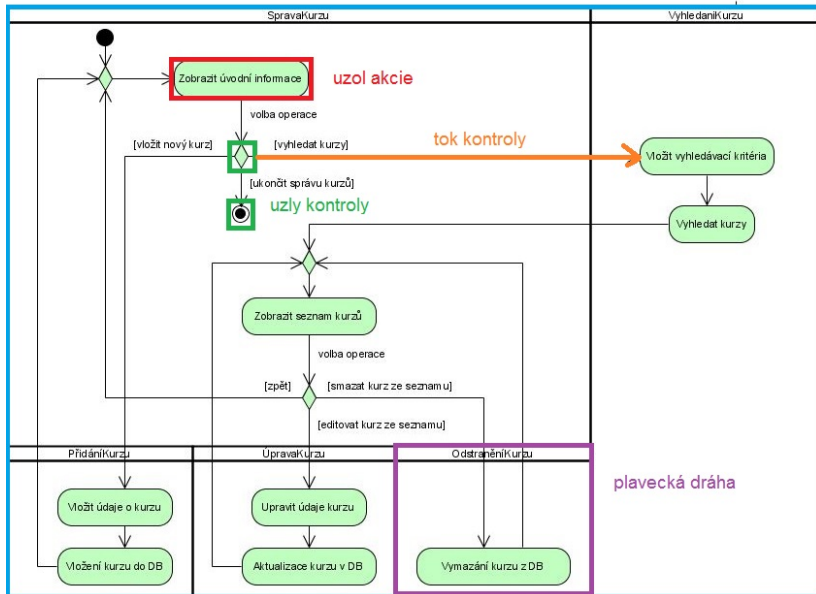 SpravaKurzu
VyhledaniKurzu
Zobrazit úvodní informace
uzol akcie
volba operace
[vložit nový kurz]
[vyhledat kurzy]
tok kontroly
Vložit vyhledávací kritéria
[ukončit správu kurzů]
uzly kontroly
Vyhledat kurzy
Zobrazit seznam kurzů
volba operace
[zpět]
[smazat kurz ze seznamu]
[editovat kurz ze seznamu]
PřidáníKurzu
ÚpravaKurzu
OdstraněníKurzu
plavecká dráha
Vložit údaje o kurzu
Upravit údaje kurzu
Vložení kurzu do DB
Aktualizace kurzu v DB
Vymazání kurzu z DB